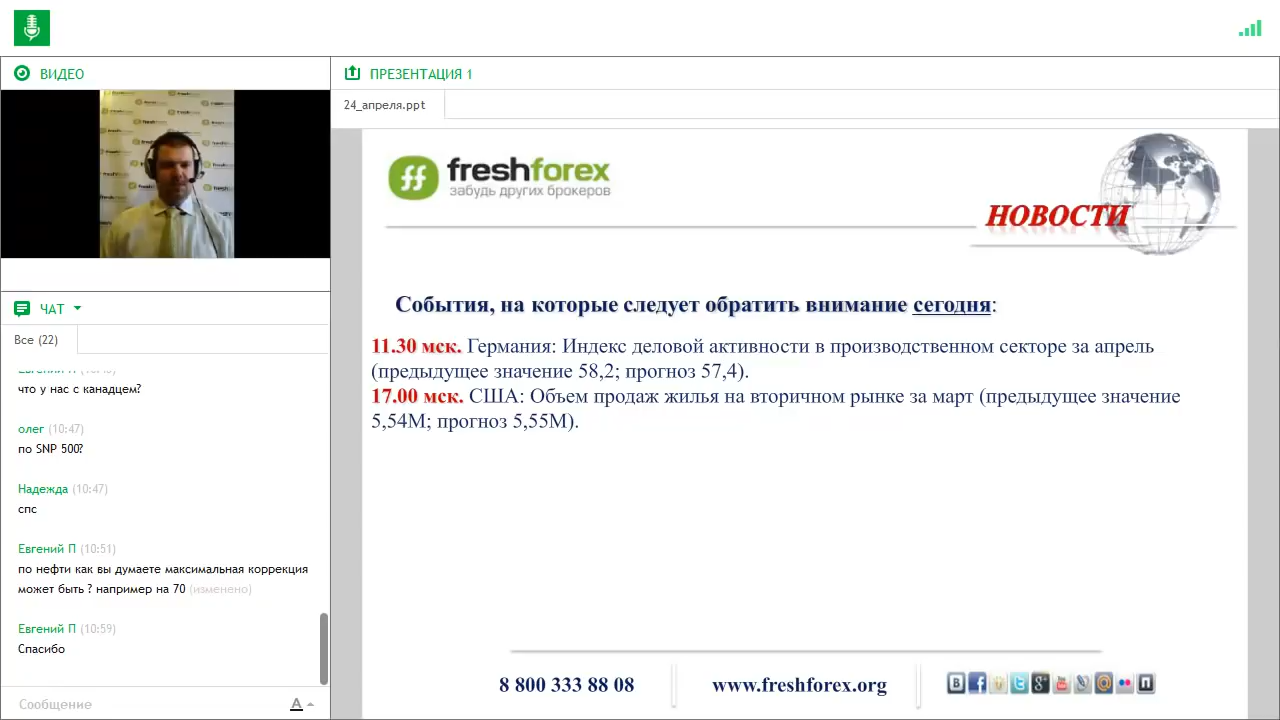 ВИДЕО
ПРЕЗЕНТАЦИЯ 1
24_апреля.ppt
ff freshforex
забудь других брокеров
НОВОСТИ
События, на которые следует обратить внимание сегодня:
11.30 мск. Германия: Индекс деловой активности в производственном секторе за апрель
(предыдущее значение 58,2; прогноз 57,4).
17.00 мск. США: Объем продаж жилья на вторичном рынке за март (предыдущее значение
5,54М; прогноз 5,55М).
8 800 333 88 08
www.freshforex.org
ЧАТ
Все (22)
что у нас с канадцем?
олег (10:47)
по SNP 500?
Надежда (10:47)
спс
Евгений П (10:51)
по нефти как вы думаете максимальная коррекция
может быть ? например на 70 (изменено)
Евгений П (10:59)
Спасибо
Сообщение
A